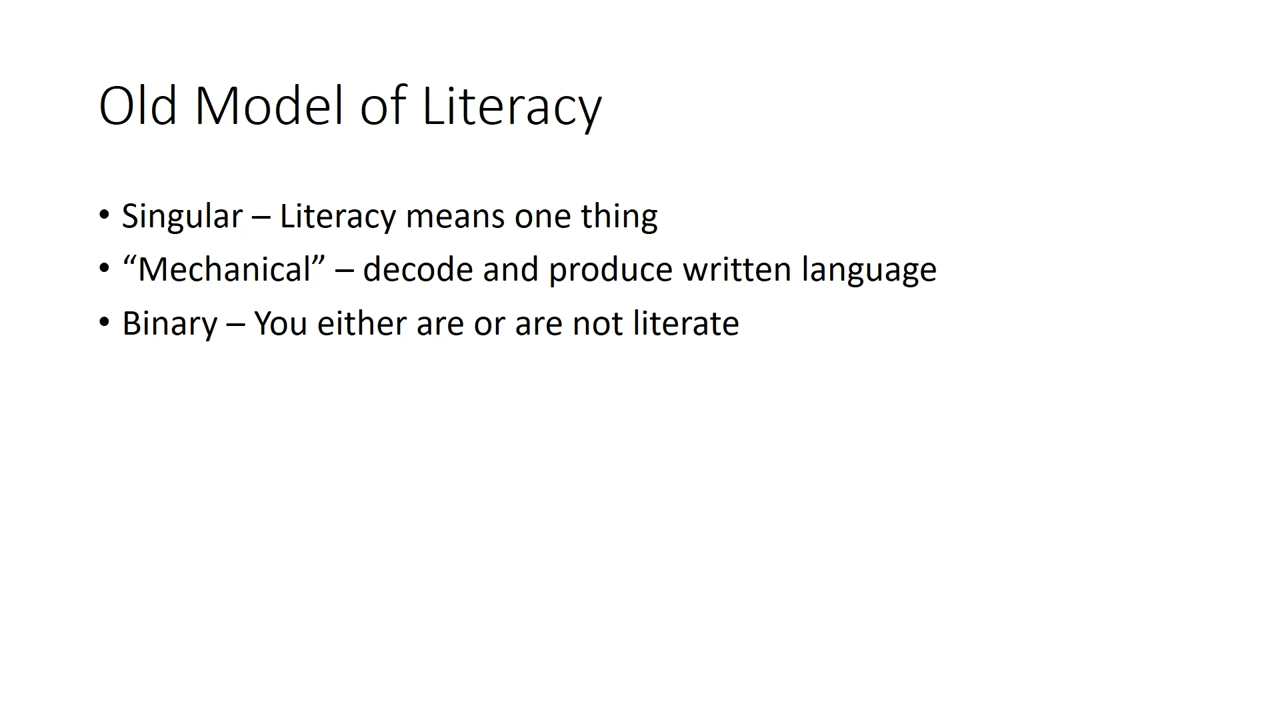 Old Model of Literacy
• Singular – Literacy means one thing
• “Mechanical” – decode and produce written language
• Binary – You either are or are not literate